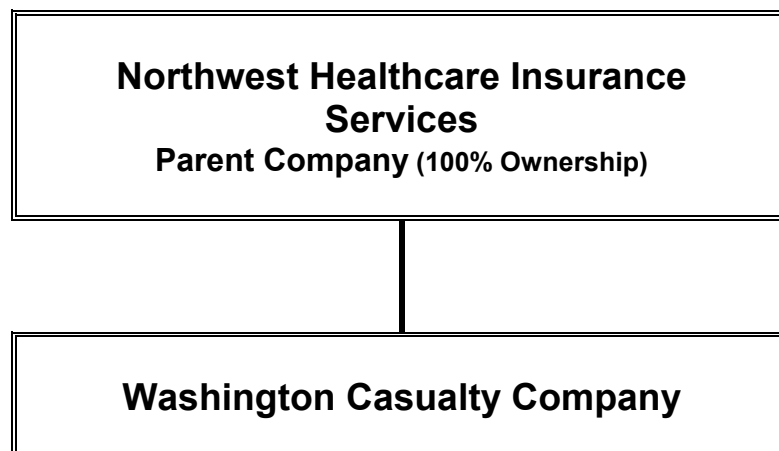 Northwest Healthcare Insurance
Services
Parent Company (100% Ownership)
Washington Casualty Company